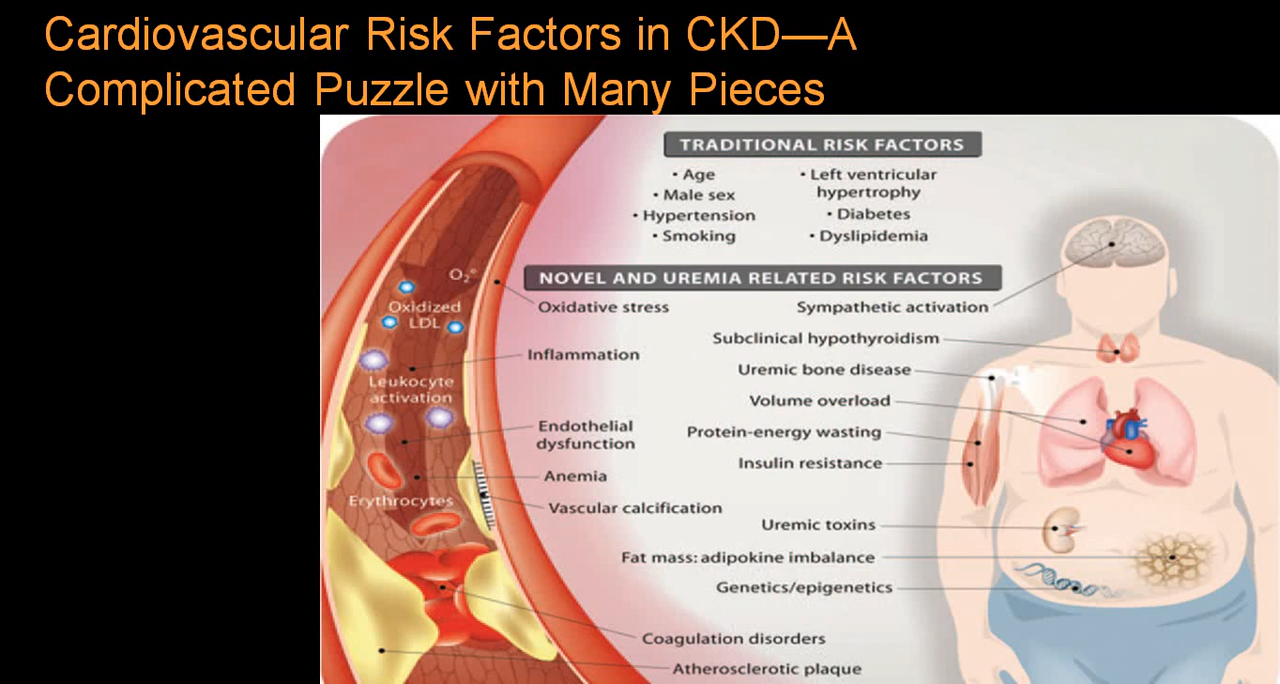 Cardiovascular Risk Factors in CKD—A
Complicated Puzzle with Many Pieces
TRADITIONAL RISK FACTORS
• Age
• Male sex
• Hypertension
• Smoking
• Left ventricular
hypertrophy
• Diabetes
• Dyslipidemia
NOVEL AND UREMIA RELATED RISK FACTORS
O₂°
Oxidized
LDL
Leukocyte
activation
Erythrocytes
Oxidative stress
Inflammation
Endothelial
dysfunction
Anemia
Vascular calcification
Sympathetic activation
Subclinical hypothyroidism
Uremic bone disease
Volume overload
Protein-energy wasting
Insulin resistance
Uremic toxins
Fat mass: adipokine imbalance
Genetics/epigenetics
Coagulation disorders
Atherosclerotic plaque